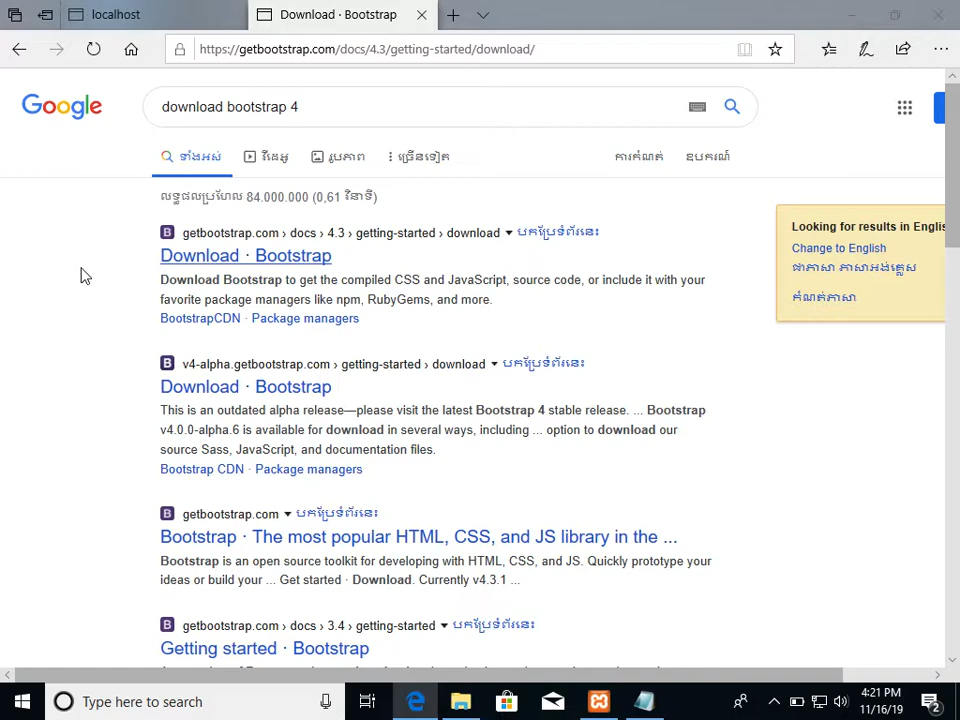 localhost
Download · Bootstrap
https://getbootstrap.com/docs/4.3/getting-started/download/
Google
download bootstrap 4
ទាំងអស់
វីដេអូ
រូបភាព
ច្រើនទៀត
ការកំណត់
ឧបករណ៍
លទ្ធផលប្រហែល 84.000.000 (0,61 វិនាទី)
getbootstrap.com › docs › 4.3 › getting-started › download បកប្រែទំព័រនេះ
Download · Bootstrap
Download Bootstrap to get the compiled CSS and JavaScript, source code, or include it with your
favorite package managers like npm, RubyGems, and more.
BootstrapCDN · Package managers
Looking for results in Englis
Change to English
ជាភាសា ភាសាអង់គ្លេស
កំណត់ភាសា
v4-alpha.getbootstrap.com › getting-started › download បកប្រែទំព័រនេះ
Download · Bootstrap
This is an outdated alpha release—please visit the latest Bootstrap 4 stable release. ... Bootstrap
v4.0.0-alpha.6 is available for download in several ways, including ... option to download our
source Sass, JavaScript, and documentation files.
Bootstrap CDN · Package managers
getbootstrap.com បកប្រែទំព័រនេះ
Bootstrap · The most popular HTML, CSS, and JS library in the ...
Bootstrap is an open source toolkit for developing with HTML, CSS, and JS. Quickly prototype your
ideas or build your ... Get started · Download. Currently v4.3.1 ...
getbootstrap.com › docs › 3.4 › getting-started បកប្រែទំព័រនេះ
Getting started · Bootstrap
Type here to search
4:21 PM
11/16/19
2